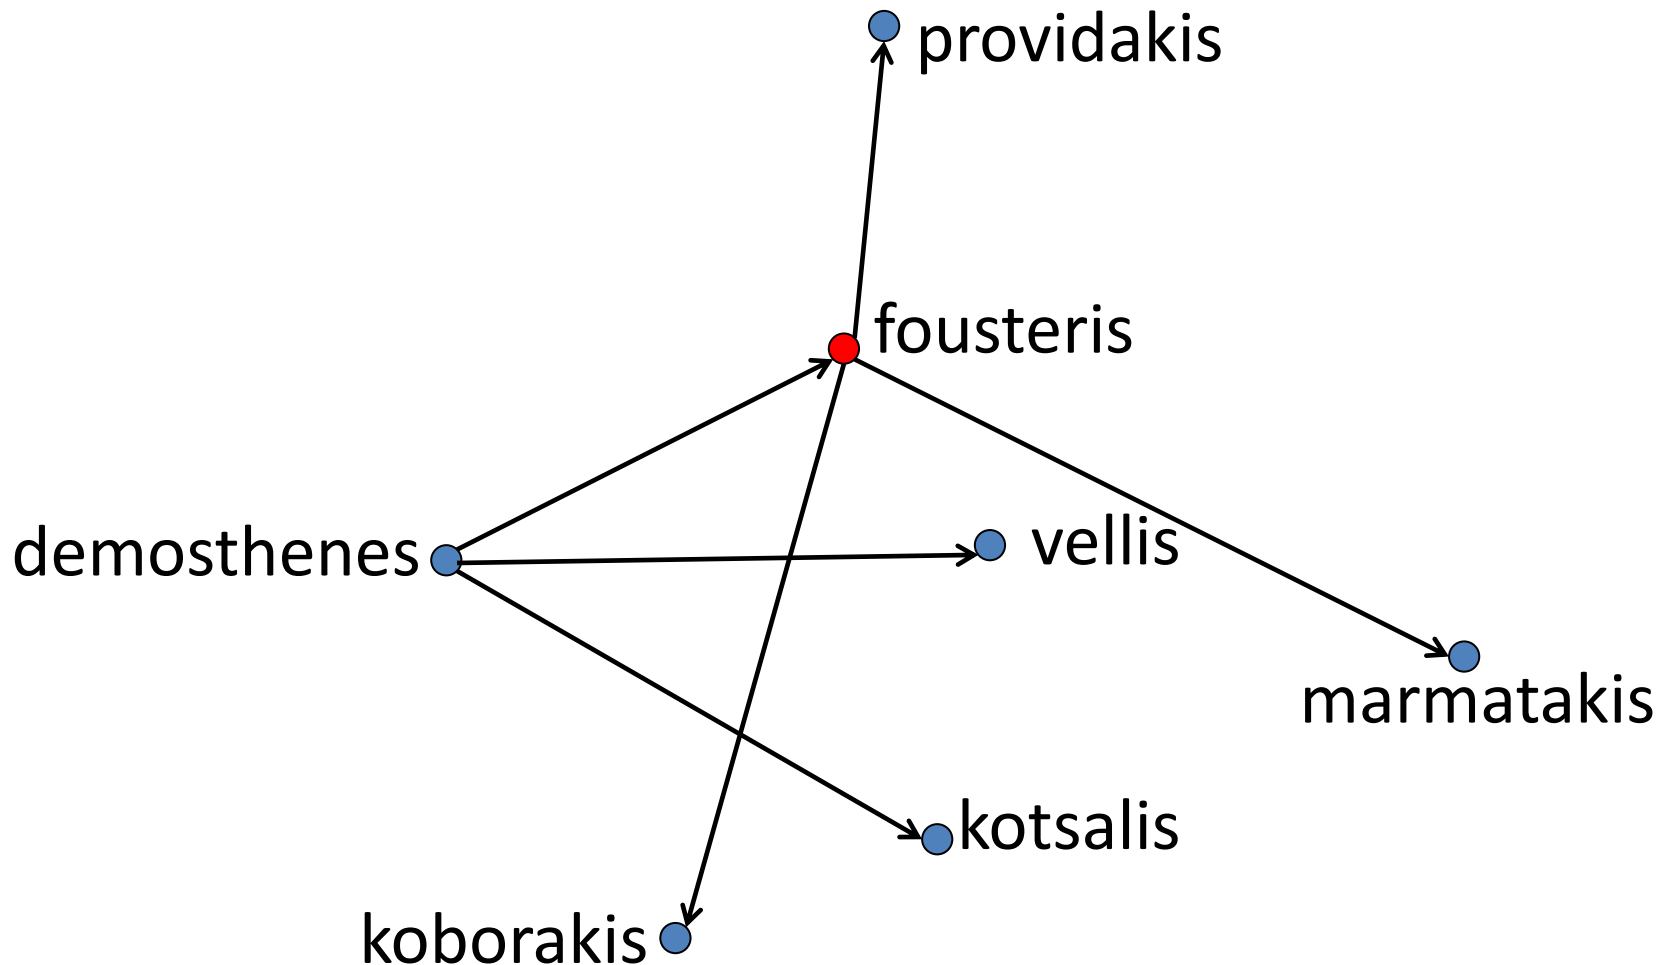 providakis
fousteris
vellis
demosthenes
marmatakis
kotsalis
koborakis